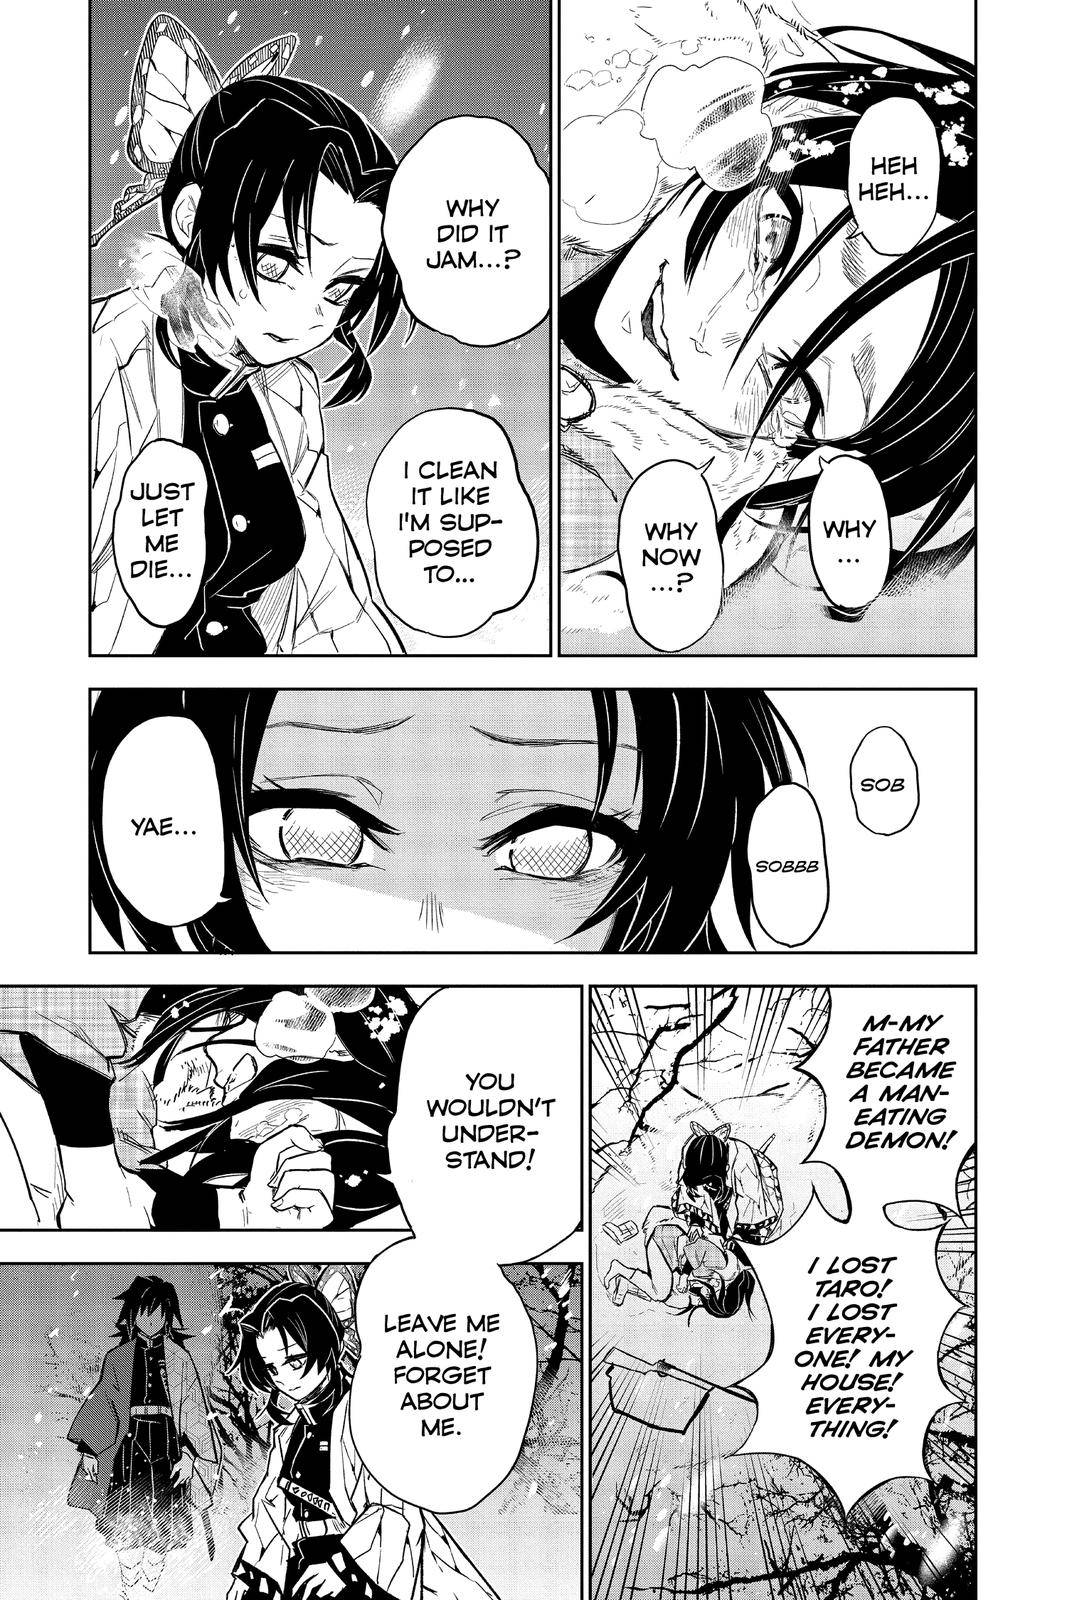 HEH
HEH...
WHY
...
WHY
NOW
...?
WHY
DID IT
JAM...?
I CLEAN
IT LIKE
I'M SUP-
POSED
TO...
JUST
LET
ME
DIE...
SOB
SOBBB
YAE...
M-MY
FATHER
BECAME
A MAN-
EATING
DEMON!
I LOST
TARO!
I LOST
EVERY-
ONE! MY
HOUSE!
EVERY-
THING!
YOU
WOULDN'T
UNDER-
STAND!
LEAVE ME
ALONE!
FORGET
ABOUT
ME.